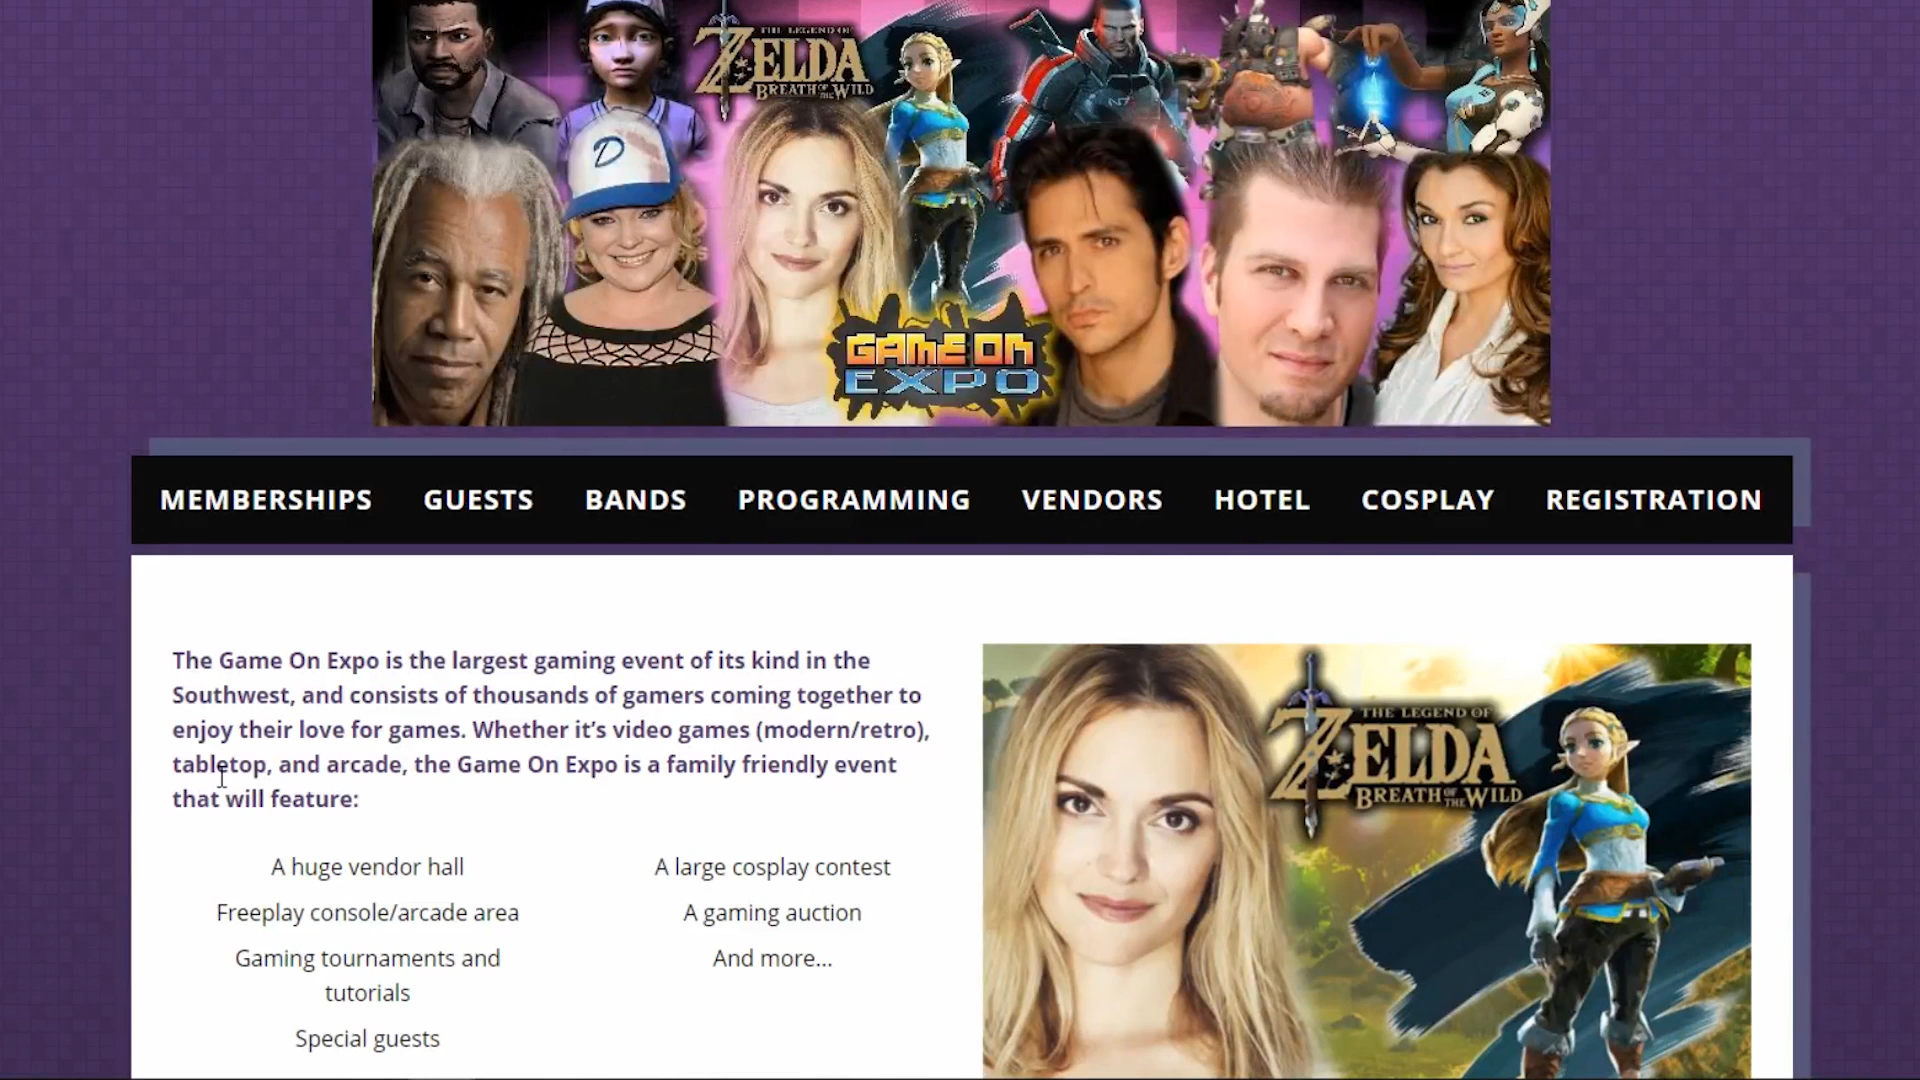 THE LEGEND OF
ZELDA
BREATH OF THE WILD
D
N7
GAME ON
EXPO
MEMBERSHIPS GUESTS BANDS PROGRAMMING VENDORS HOTEL COSPLAY REGISTRATION
The Game On Expo is the largest gaming event of its kind in the
Southwest, and consists of thousands of gamers coming together to
enjoy their love for games. Whether it’s video games (modern/retro),
tabletop, and arcade, the Game On Expo is a family friendly event
that will feature:
A huge vendor hall
Freeplay console/arcade area
Gaming tournaments and
tutorials
Special guests
A large cosplay contest
A gaming auction
And more...
THE LEGEND OF
ZELDA
BREATH OF THE WILD